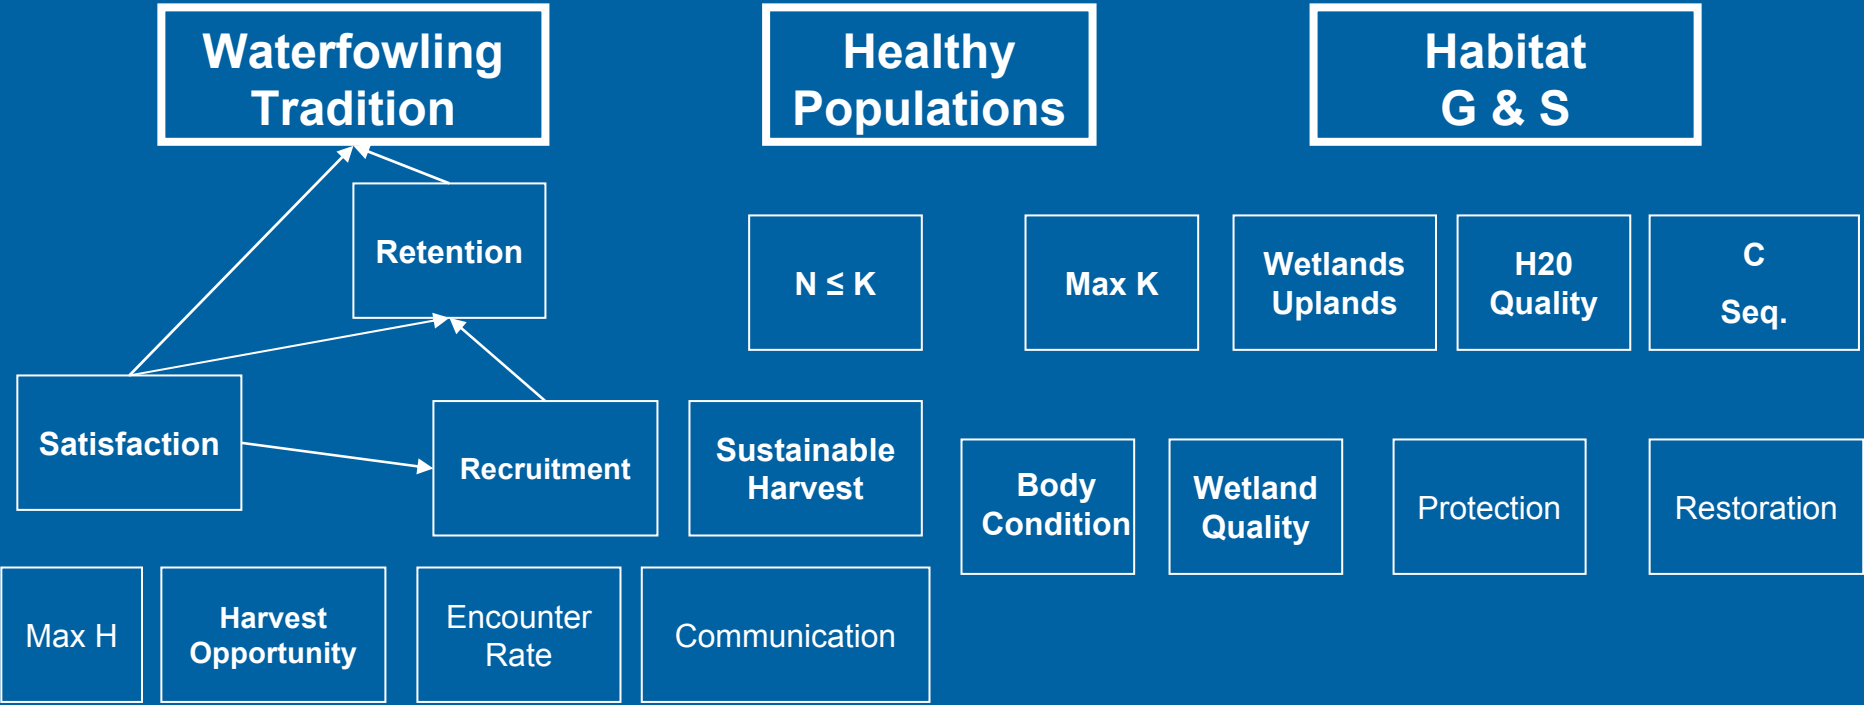 Waterfowling
Tradition
Healthy
Populations
Habitat
G & S
Retention
N ≤ K
Max K
Wetlands
Uplands
H20
Quality
C
Seq.
Satisfaction
Recruitment
Sustainable
Harvest
Body
Condition
Wetland
Quality
Protection
Restoration
Max H
Harvest
Opportunity
Encounter
Rate
Communication